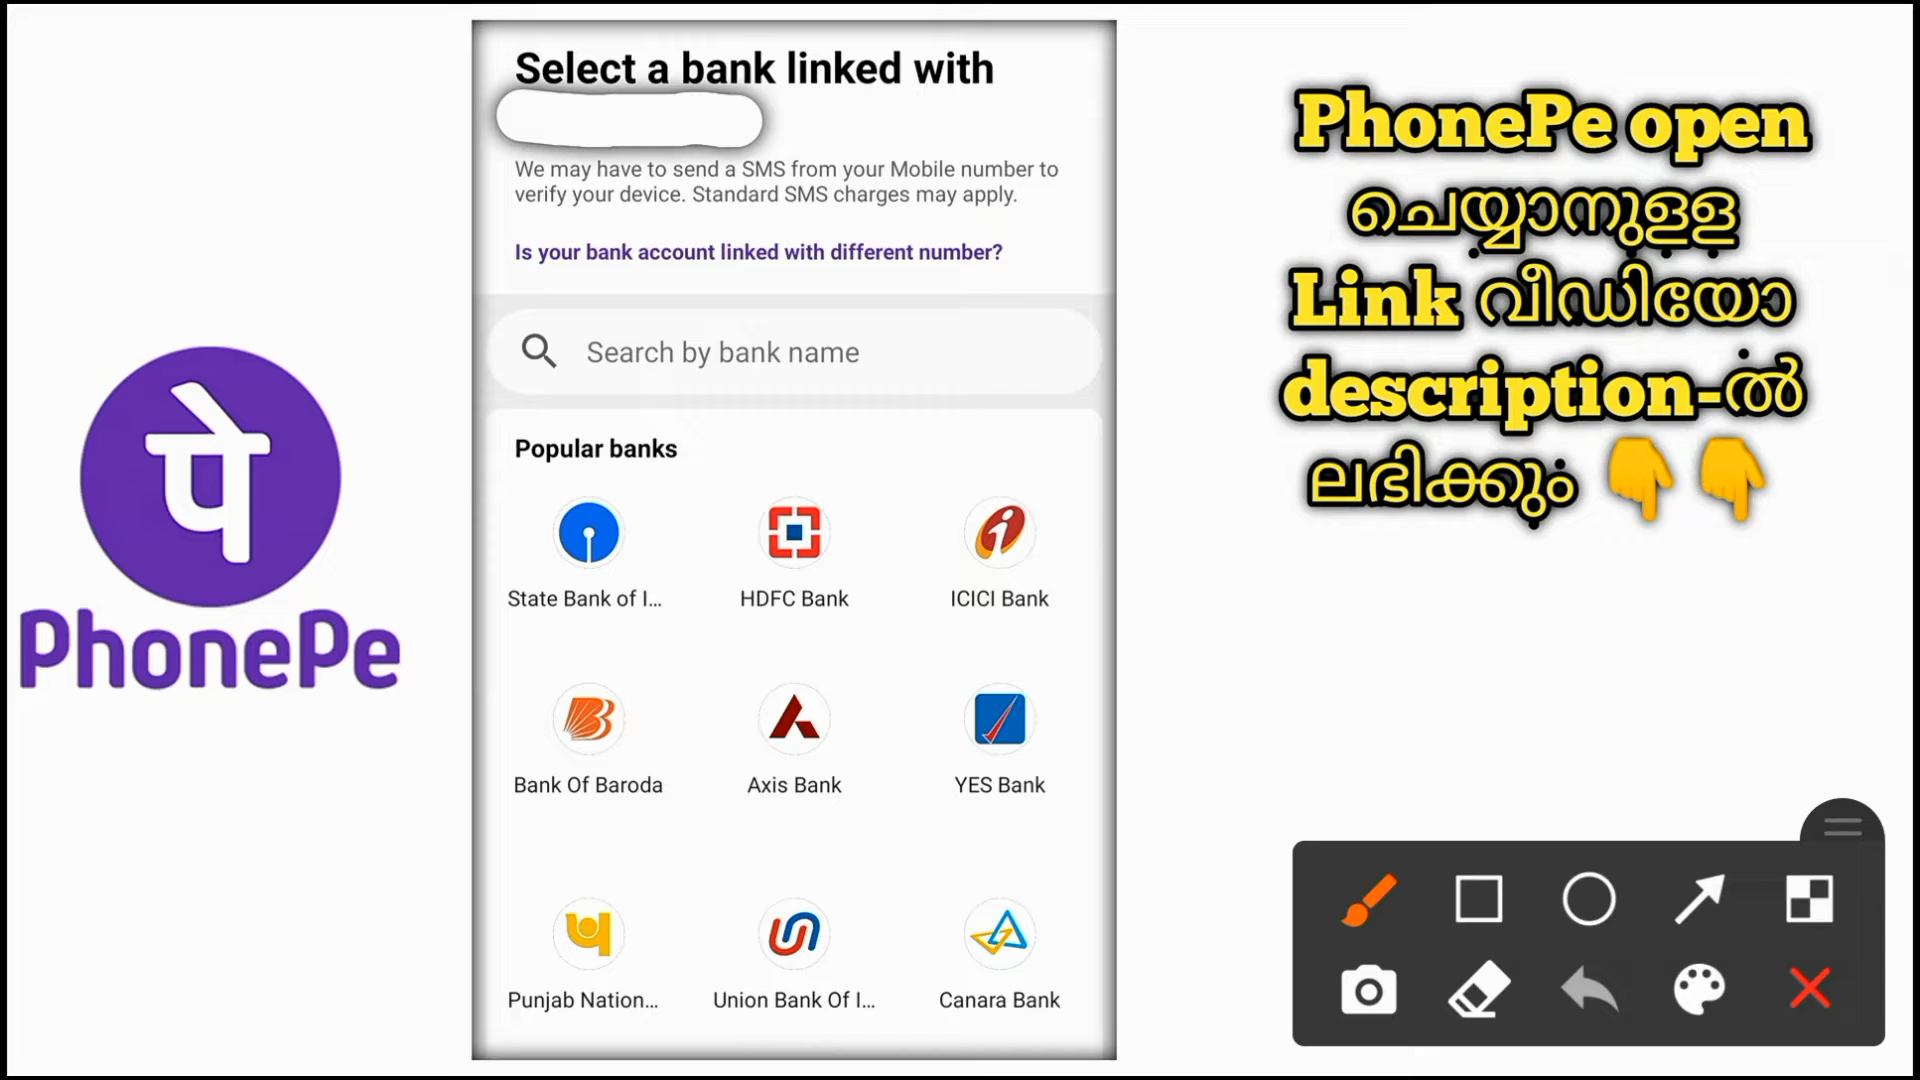 Select a bank linked with
We may have to send a SMS from your Mobile number to
verify your device. Standard SMS charges may apply.
Is your bank account linked with different number?
Search by bank name
Popular banks
State Bank of I...
HDFC Bank
ICICI Bank
Bank Of Baroda
Axis Bank
YES Bank
Punjab Nation...
Union Bank Of I...
Canara Bank
पे
PhonePe
PhonePe open
ചെയ്യാനുള്ള
Link വീഡിയോ
description-ൽ
ലഭിക്കും 👇👇